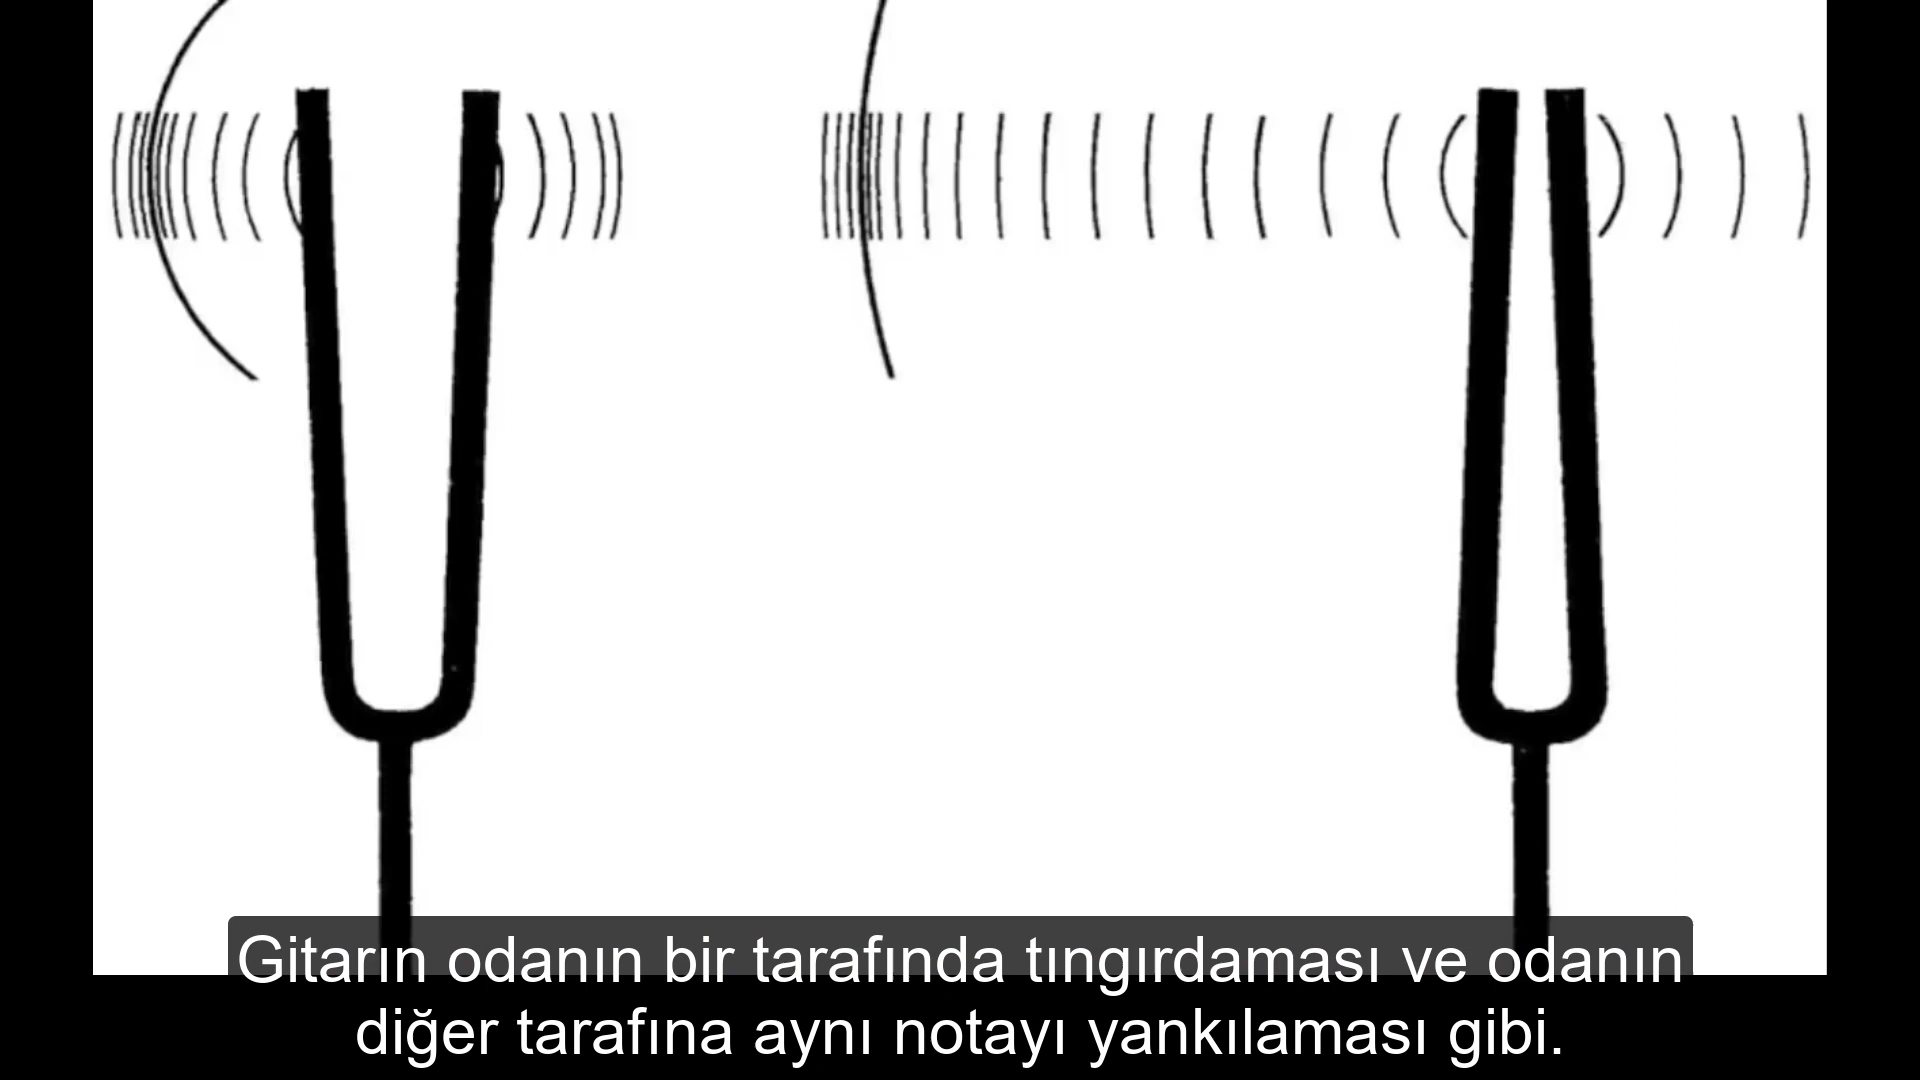 Gitarın odanın bir tarafında tıngırdaması ve odanın
diğer tarafına aynı notayı yankılaması gibi.